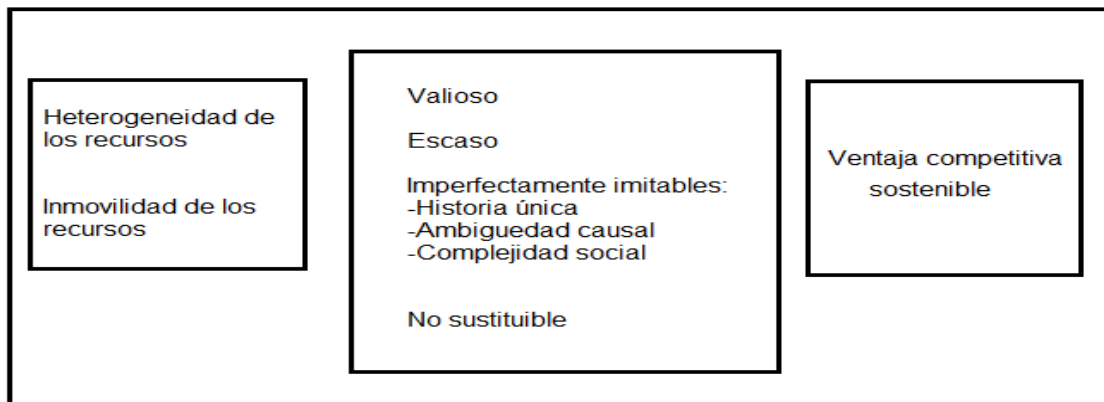 Heterogeneidad de
los recursos
Inmovilidad de los
recursos
Valioso
Escaso
Imperfectamente imitables:
-Historia única
-Ambiguedad causal
-Complejidad social
No sustituible
Ventaja competitiva
sostenible